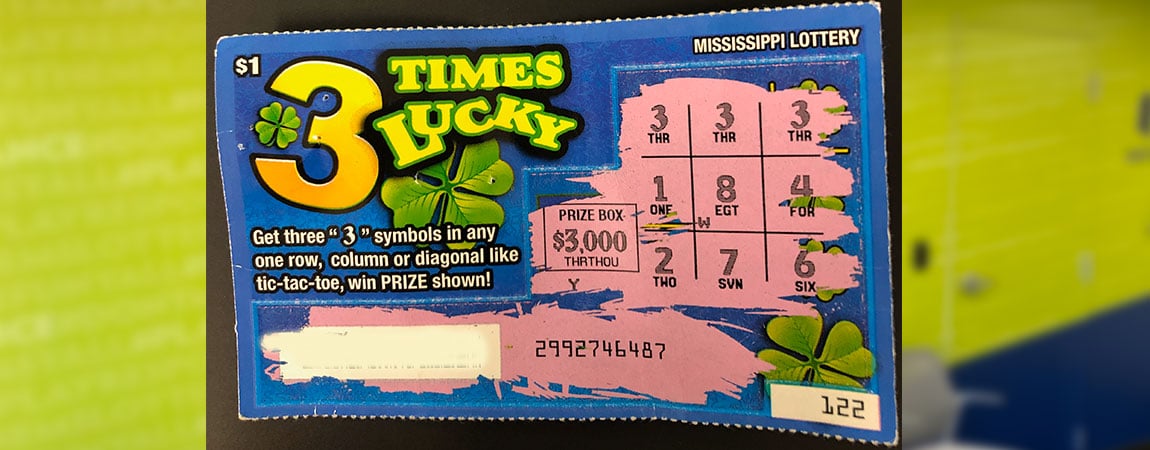 $1
3 TIMES
LUCKY
MISSISSIPPI LOTTERY
Get three “3” symbols in any
one row, column or diagonal like
tic-tac-toe, win PRIZE shown!
3 3 3
THR THR THR
1 8 4
ONE EGT FOR
W
2 7 6
TWO SVN SIX
PRIZE BOX
$3,000
THRTHOU
Y
2992746487
122